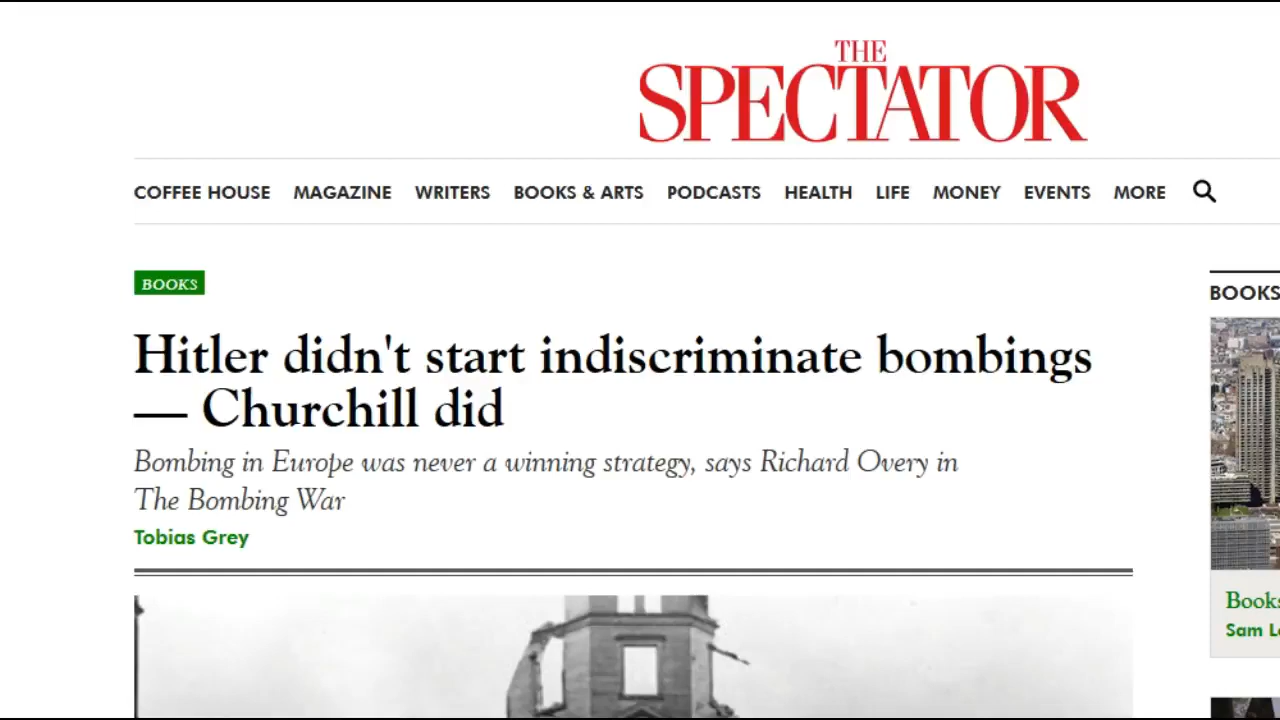 THE
SPECTATOR
COFFEE HOUSE MAGAZINE WRITERS BOOKS & ARTS PODCASTS HEALTH LIFE MONEY EVENTS MORE
BOOKS
BOOKS
Hitler didn't start indiscriminate bombings
— Churchill did
Bombing in Europe was never a winning strategy, says Richard Overy in
The Bombing War
Tobias Grey
Books
Sam